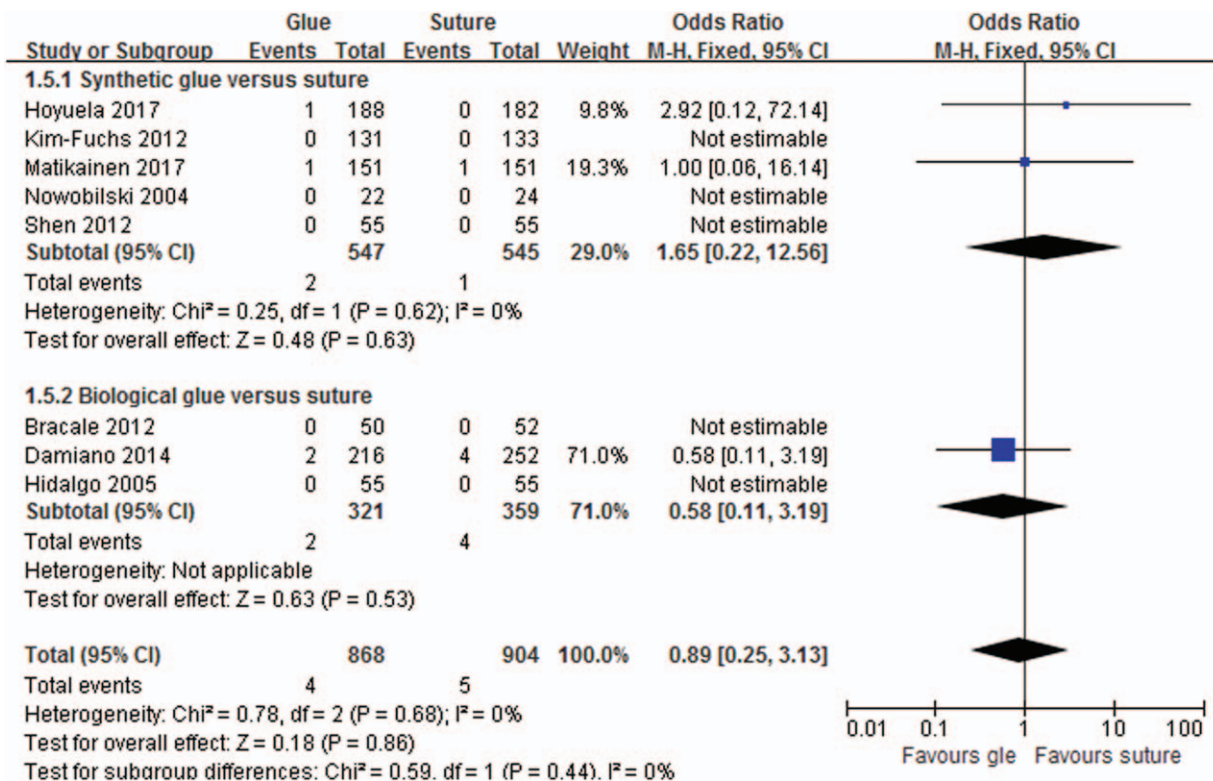 Glue Suture Odds Ratio Odds Ratio
Study or Subgroup Events Total Events Total Weight M-H, Fixed, 95% CI M-H, Fixed, 95% CI
1.5.1 Synthetic glue versus suture
Hoyuela 2017 1 188 0 182 9.8% 2.92 [0.12, 72.14]
Kim-Fuchs 2012 0 131 0 133 Not estimable
Matikainen 2017 1 151 1 151 19.3% 1.00 [0.06, 16.14]
Nowobilski 2004 0 22 0 24 Not estimable
Shen 2012 0 55 0 55 Not estimable
Subtotal (95% CI) 547 545 29.0% 1.65 [0.22, 12.56]
Total events 2 1
Heterogeneity: Chi² = 0.25, df = 1 (P = 0.62); I² = 0%
Test for overall effect: Z = 0.48 (P = 0.63)
1.5.2 Biological glue versus suture
Bracale 2012 0 50 0 52 Not estimable
Damiano 2014 2 216 4 252 71.0% 0.58 [0.11, 3.19]
Hidalgo 2005 0 55 0 55 Not estimable
Subtotal (95% CI) 321 359 71.0% 0.58 [0.11, 3.19]
Total events 2 4
Heterogeneity: Not applicable
Test for overall effect: Z = 0.63 (P = 0.53)
Total (95% CI) 868 904 100.0% 0.89 [0.25, 3.13]
Total events 4 5
Heterogeneity: Chi² = 0.78, df = 2 (P = 0.68); I² = 0%
Test for overall effect: Z = 0.18 (P = 0.86)
Test for subgroup differences: Chi² = 0.59, df = 1 (P = 0.44), I² = 0%
0.01 0.1 1 10 100
Favours gle Favours suture